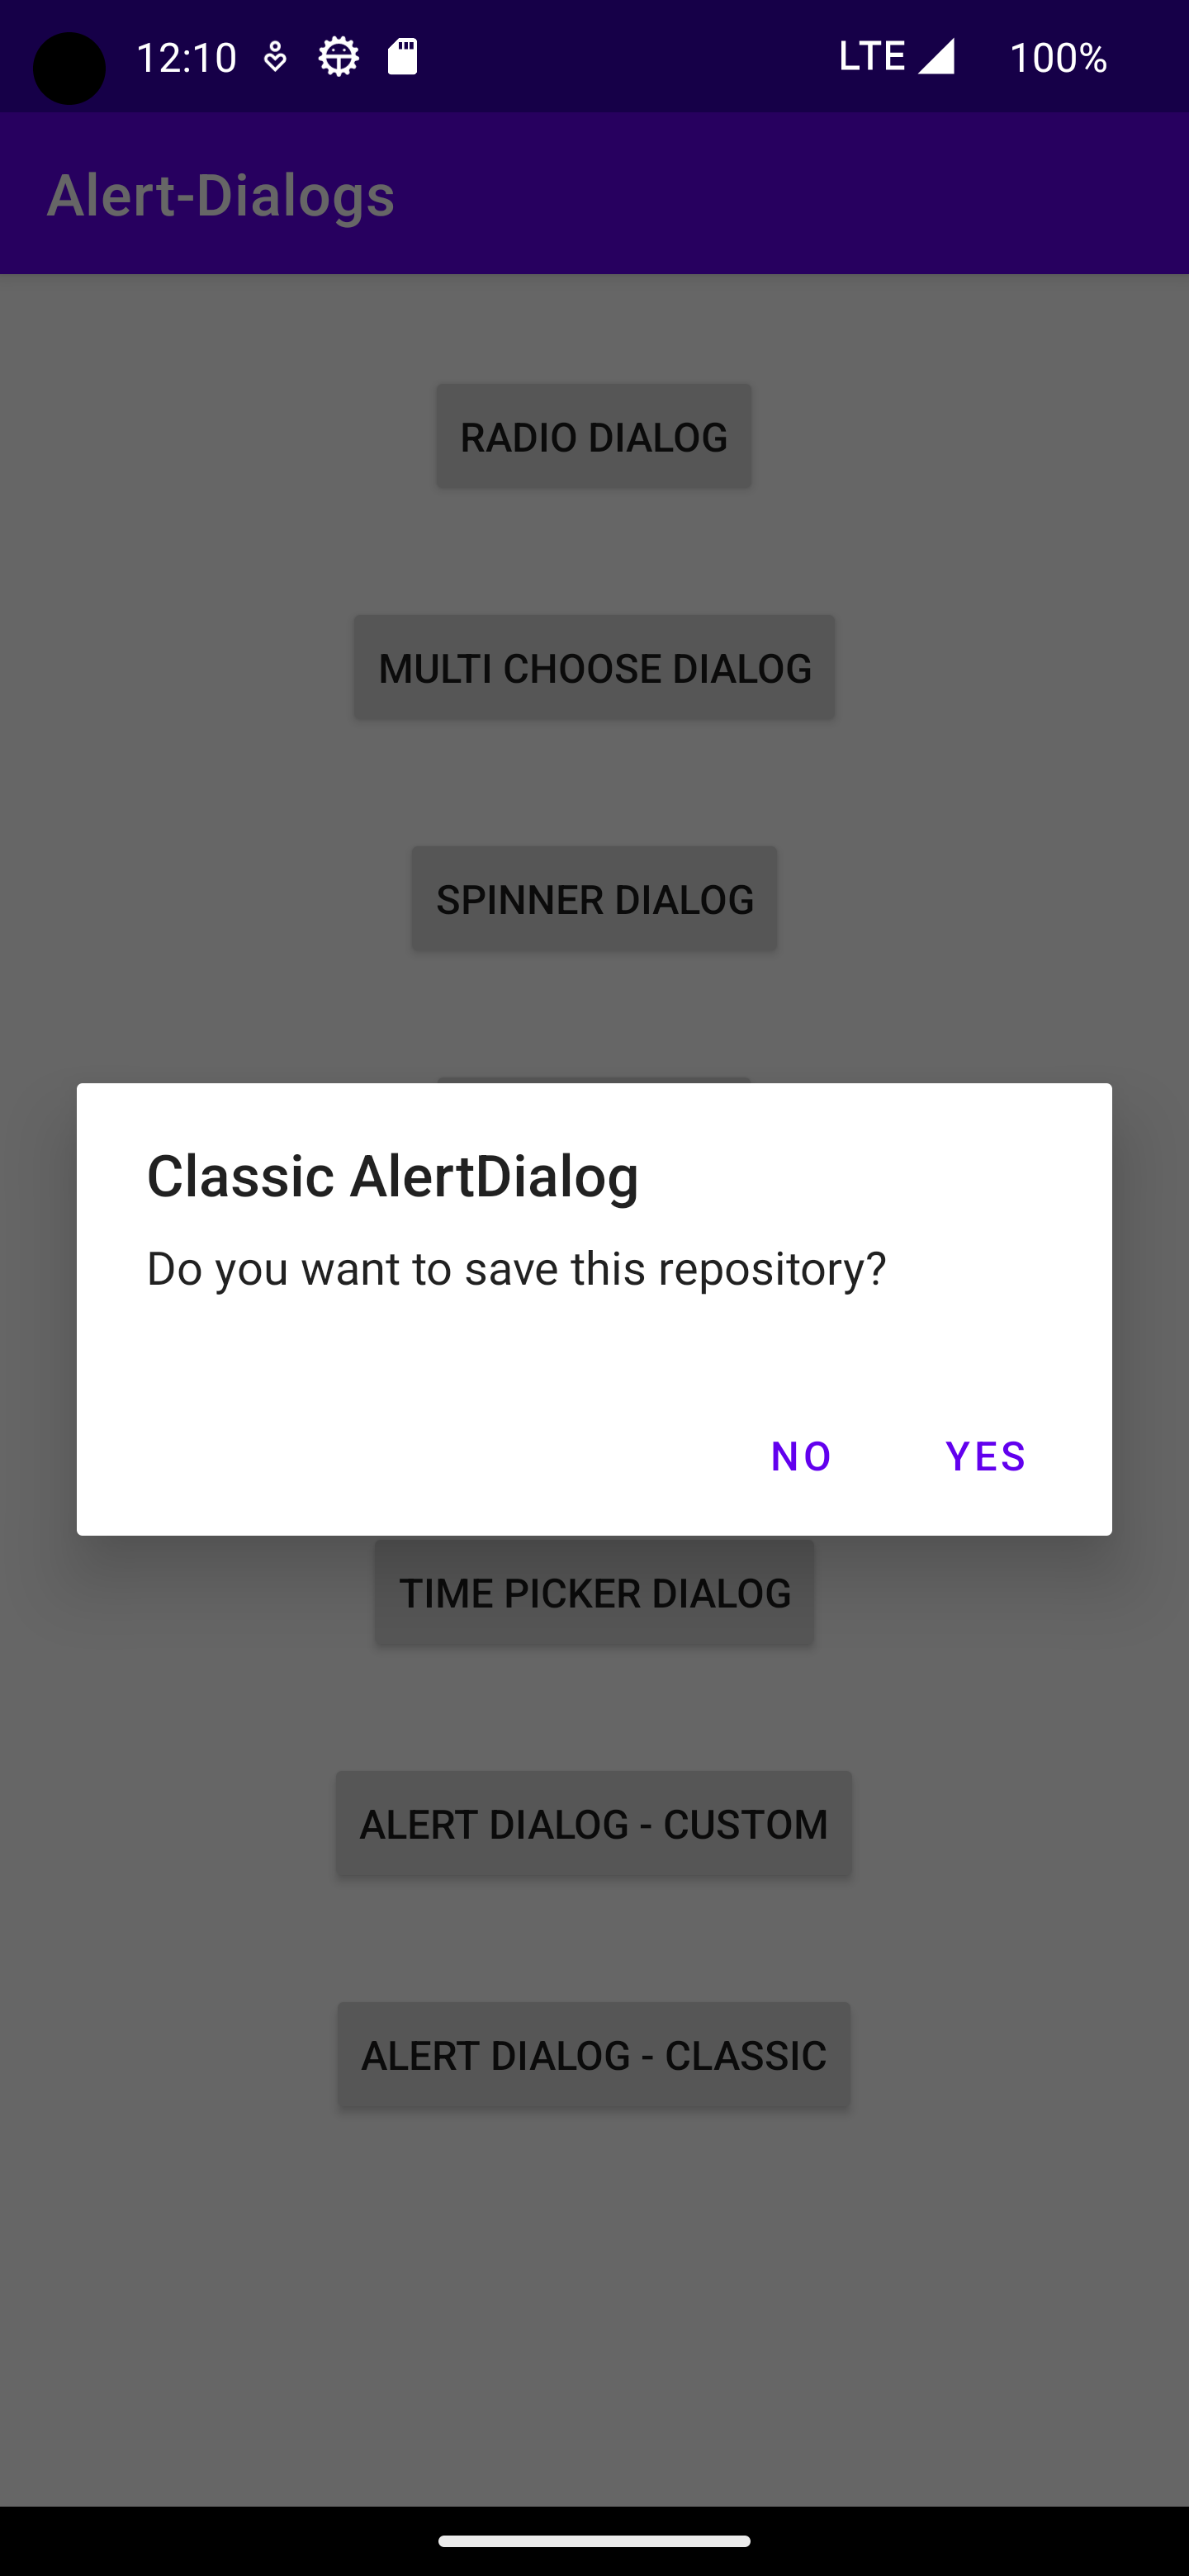 12:10 LTE 100%
Alert-Dialogs
RADIO DIALOG
MULTI CHOOSE DIALOG
SPINNER DIALOG
Classic AlertDialog
Do you want to save this repository?
NO YES
TIME PICKER DIALOG
ALERT DIALOG - CUSTOM
ALERT DIALOG - CLASSIC